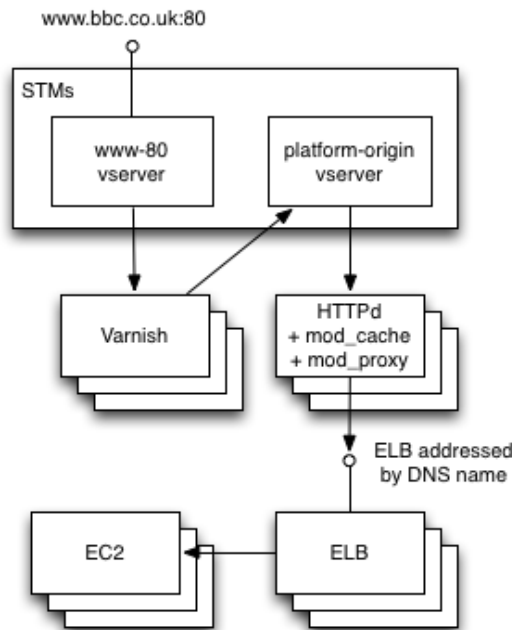 www.bbc.co.uk:80
STMs
www-80
vserver
platform-origin
vserver
Varnish
HTTPd
+ mod_cache
+ mod_proxy
ELB addressed
by DNS name
EC2
ELB